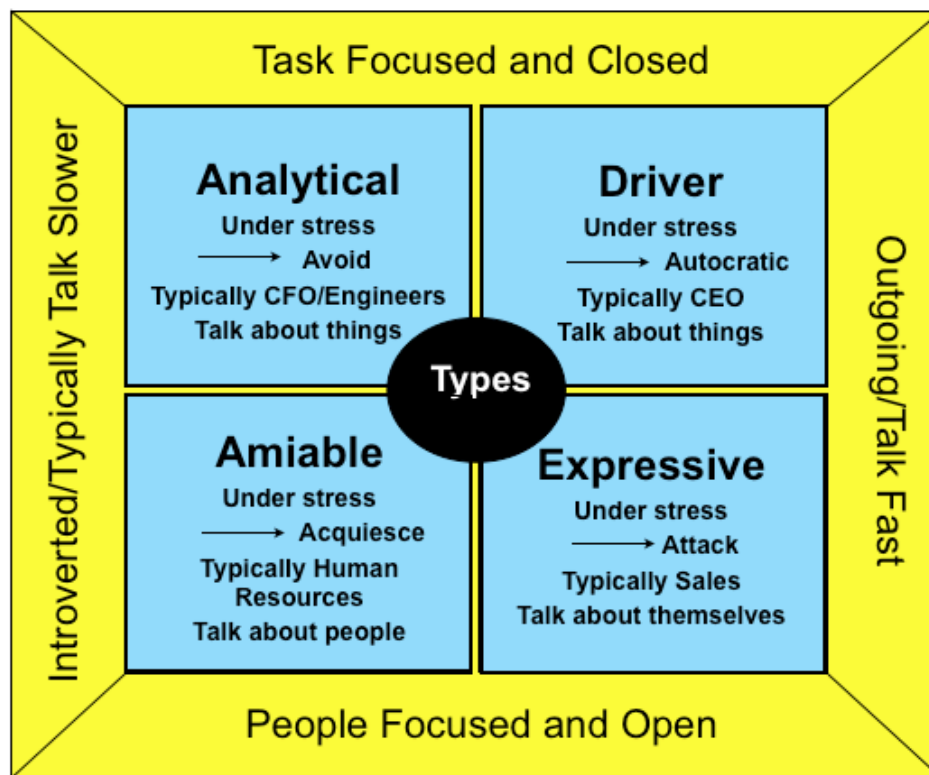 Task Focused and Closed
Introverted/Typically Talk Slower
Analytical
Under stress
Avoid
Typically CFO/Engineers
Talk about things
Driver
Under stress
Autocratic
Typically CEO
Talk about things
Types
Amiable
Under stress
Acquiesce
Typically Human
Resources
Talk about people
Expressive
Under stress
Attack
Typically Sales
Talk about themselves
Outgoing/Talk Fast
People Focused and Open